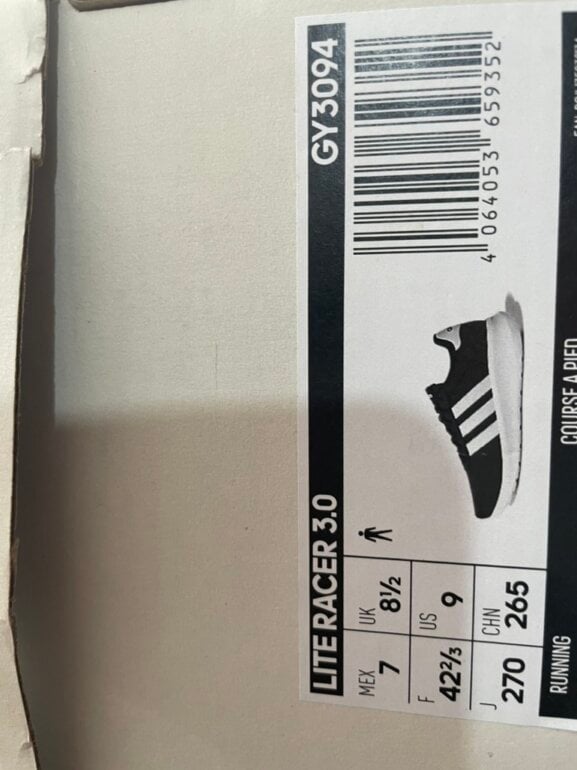 LITE RACER 3.0 GY3094
MEX 7
UK 8½
F 42⅔
US 9
J 270
CHN 265
4 064053 659352
RUNNING
COURSE A PIED